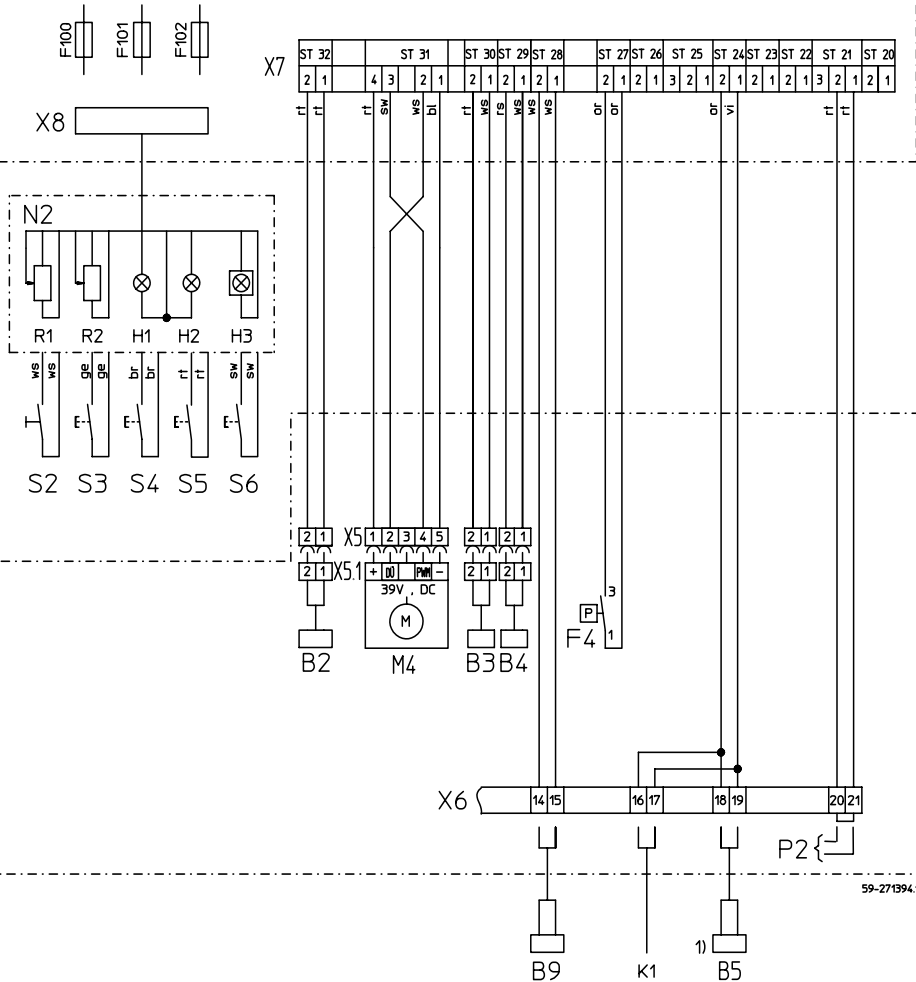 F100 F101 F102
X7
ST 32 ST 31 ST 30 ST 29 ST 28 ST 27 ST 26 ST 25 ST 24 ST 23 ST 22 ST 21 ST 20
2 1 4 3 2 1 2 1 2 1 2 1 2 1 2 1 3 2 1 2 1 2 1 2 1 3 2 1 2 1
rt rt rt sw ws bl rt ws rs ws ws ws or or or vi rt rt
X8
N2
R1 R2 H1 H2 H3
ws ws ge ge br br rt rt sw sw
S2 S3 S4 S5 S6
2 1 X5 1 2 3 4 5 2 1 2 1
2 1 X5.1 + DÜ PWM - 2 1 2 1
39V , DC
M
P 3
F4 1
B2 M4 B3 B4
X6 14 15 16 17 18 19 20 21
P2 {
59-271394.
1)
B9 K1 B5